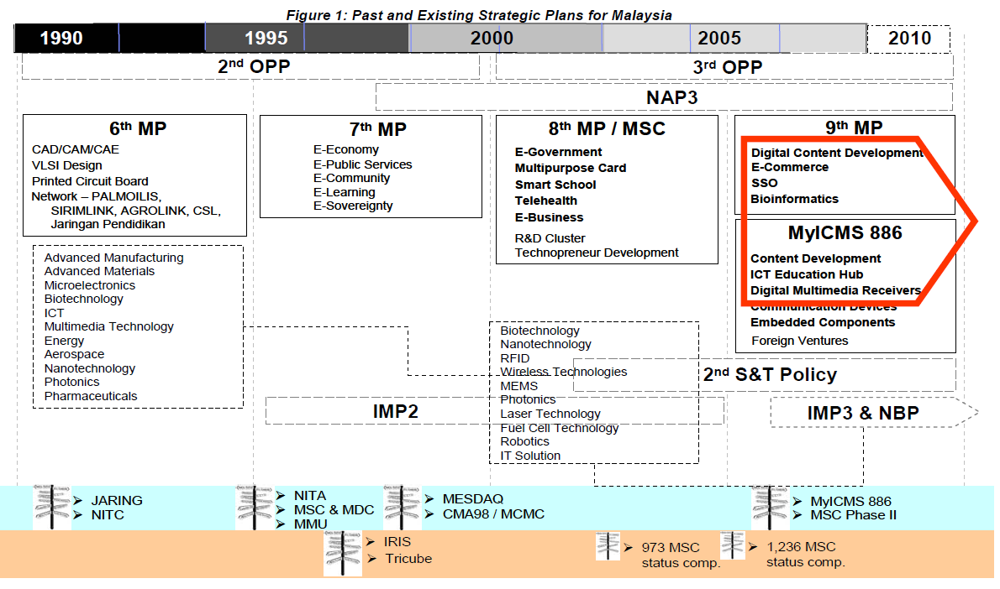 Figure 1: Past and Existing Strategic Plans for Malaysia
1990 1995 2000 2005 2010
2nd OPP 3rd OPP
NAP3
6th MP
CAD/CAM/CAE
VLSI Design
Printed Circuit Board
Network – PALMOILIS,
SIRIMLINK, AGROLINK, CSL,
Jaringan Pendidikan
Advanced Manufacturing
Advanced Materials
Microelectronics
Biotechnology
ICT
Multimedia Technology
Energy
Aerospace
Nanotechnology
Photonics
Pharmaceuticals
7th MP
E-Economy
E-Public Services
E-Community
E-Learning
E-Sovereignty
8th MP / MSC
E-Government
Multipurpose Card
Smart School
Telehealth
E-Business
R&D Cluster
Technopreneur Development
9th MP
Digital Content Development
E-Commerce
SSO
Bioinformatics
MyICMS 886
Content Development
ICT Education Hub
Digital Multimedia Receivers
Communication Devices
Embedded Components
Foreign Ventures
Biotechnology
Nanotechnology
RFID
Wireless Technologies
MEMS
Photonics
Laser Technology
Fuel Cell Technology
Robotics
IT Solution
2nd S&T Policy
IMP2
IMP3 & NBP
➢ JARING
➢ NITC
➢ NITA
➢ MSC & MDC
➢ MMU
➢ MESDAQ
➢ CMA98 / MCMC
➢ MyICMS 886
➢ MSC Phase II
➢ IRIS
➢ Tricube
➢ 973 MSC
status comp.
➢ 1,236 MSC
status comp.